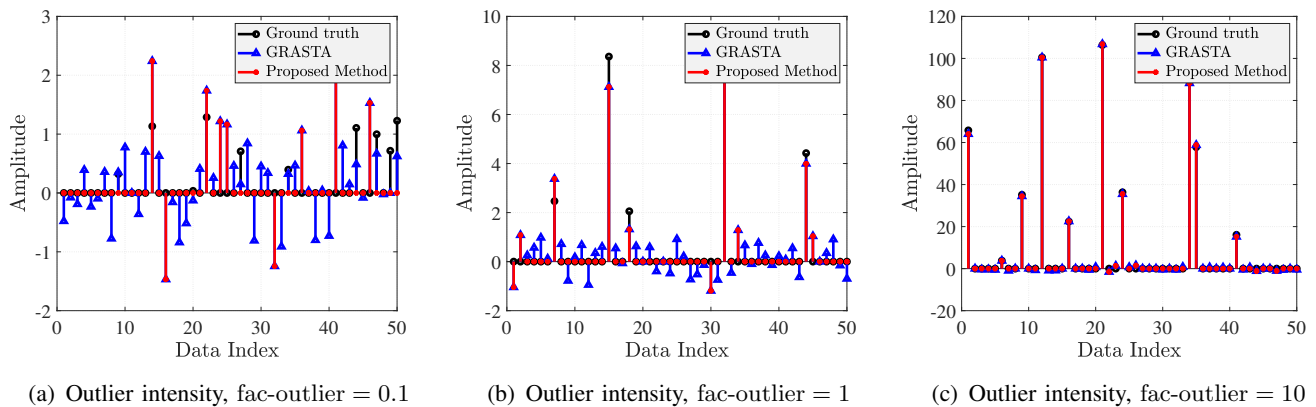 3
2
1
0
-1
-2
Amplitude
0 10 20 30 40 50
Data Index
Ground truth
GRASTA
Proposed Method
(a) Outlier intensity, fac-outlier = 0.1
10
8
6
4
2
0
-2
Amplitude
0 10 20 30 40 50
Data Index
Ground truth
GRASTA
Proposed Method
(b) Outlier intensity, fac-outlier = 1
120
100
80
60
40
20
0
-20
Amplitude
0 10 20 30 40 50
Data Index
Ground truth
GRASTA
Proposed Method
(c) Outlier intensity, fac-outlier = 10